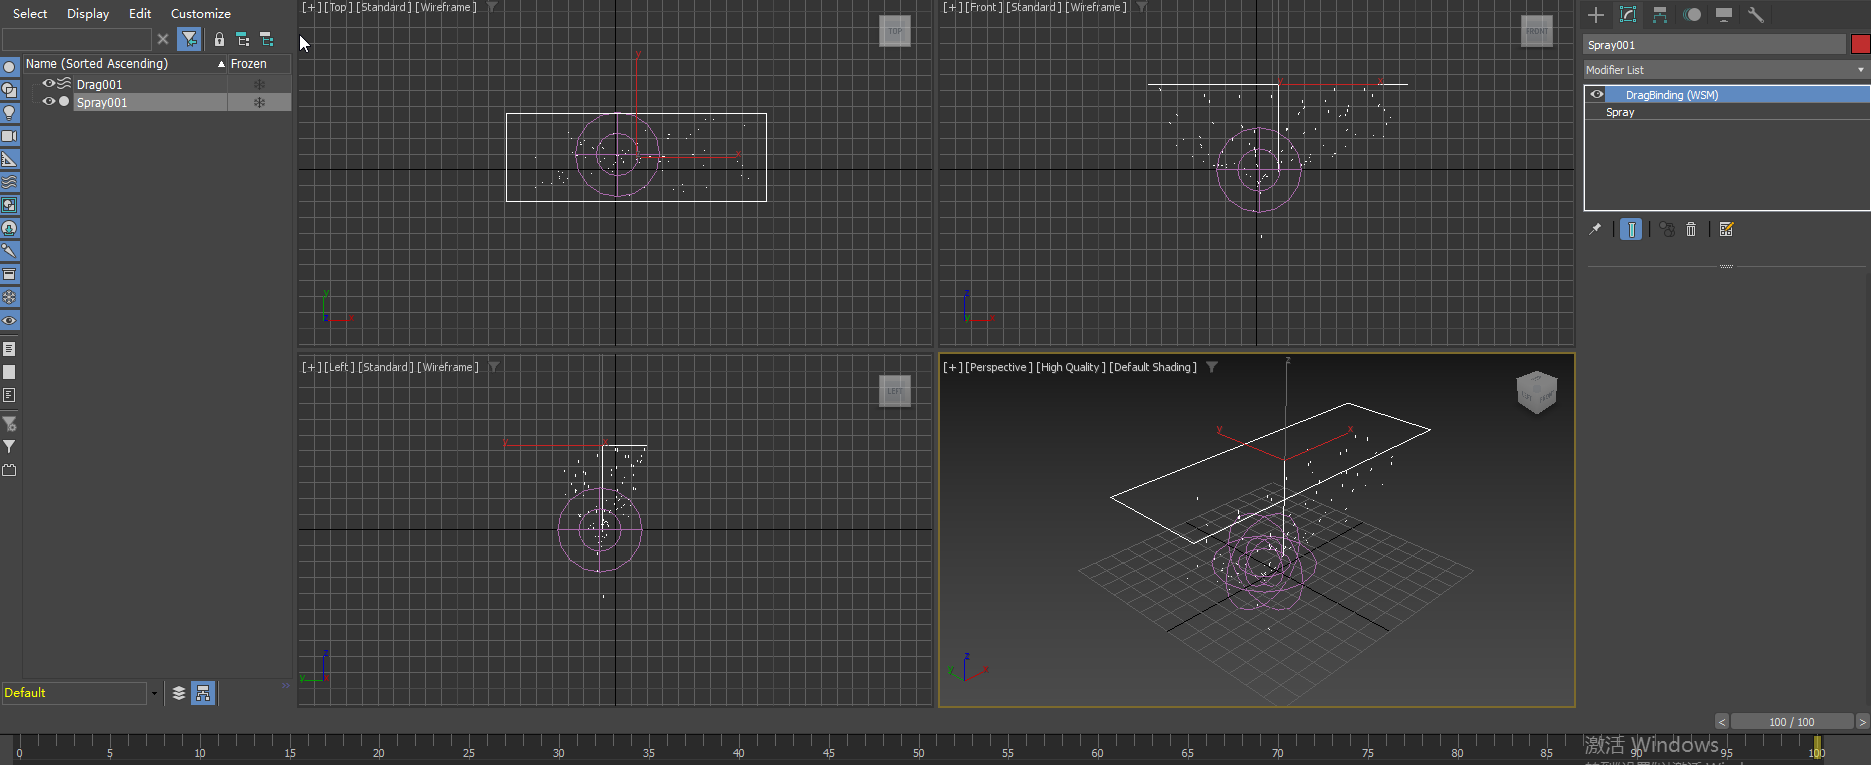 Select Display Edit Customize
Name (Sorted Ascending) Frozen
Drag001
Spray001
Default
[+] [Top] [Standard] [Wireframe]
TOP
y
x
y
z
x
[+] [Front] [Standard] [Wireframe]
FRONT
y
x
z
y
x
[+] [Left] [Standard] [Wireframe]
LEFT
y
x
z
y
[+] [Perspective] [High Quality] [Default Shading]
z
FRONT
y
x
z
y
x
Spray001
Modifier List
DragBinding (WSM)
Spray
< 100 / 100 >
0 5 10 15 20 25 30 35 40 45 50 55 60 65 70 75 80 85 95 100
激活 Windows